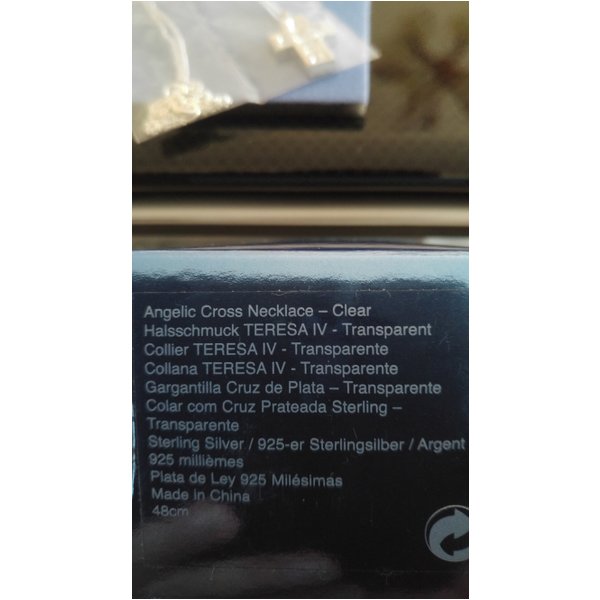 Angelic Cross Necklace – Clear
Halsschmuck TERESA IV - Transparent
Collier TERESA IV - Transparente
Collana TERESA IV - Transparente
Gargantilla Cruz de Plata – Transparente
Colar com Cruz Prateada Sterling –
Transparente
Sterling Silver / 925-er Sterlingsilber / Argent
925 millièmes
Plata de Ley 925 Milésimas
Made in China
48cm